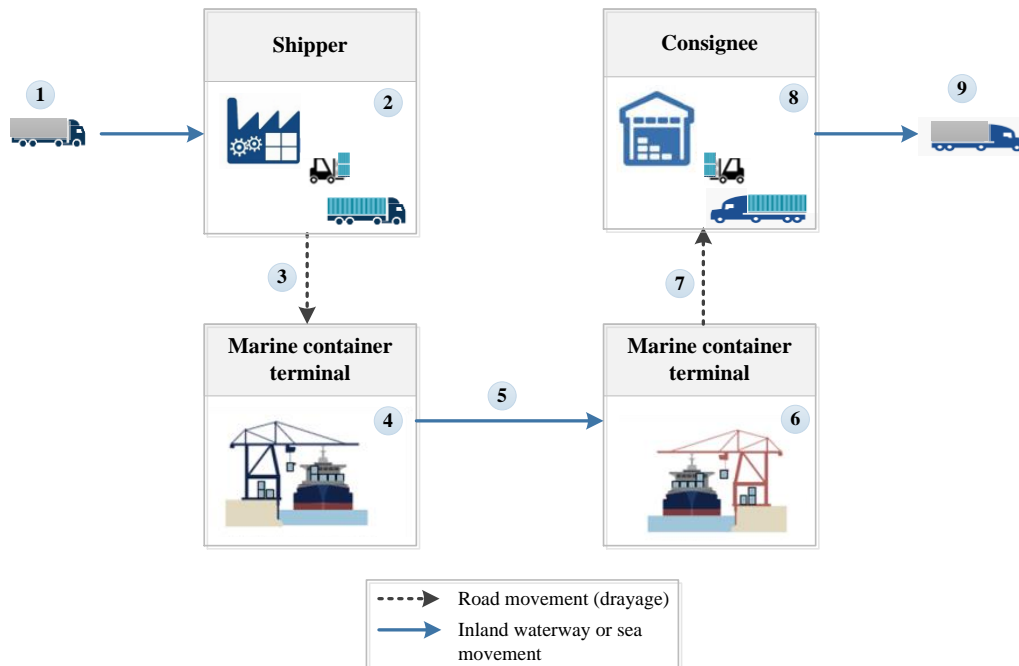 Shipper
Consignee
1
2
8
9
3
7
Marine container
terminal
Marine container
terminal
4
5
6
Road movement (drayage)
Inland waterway or sea
movement